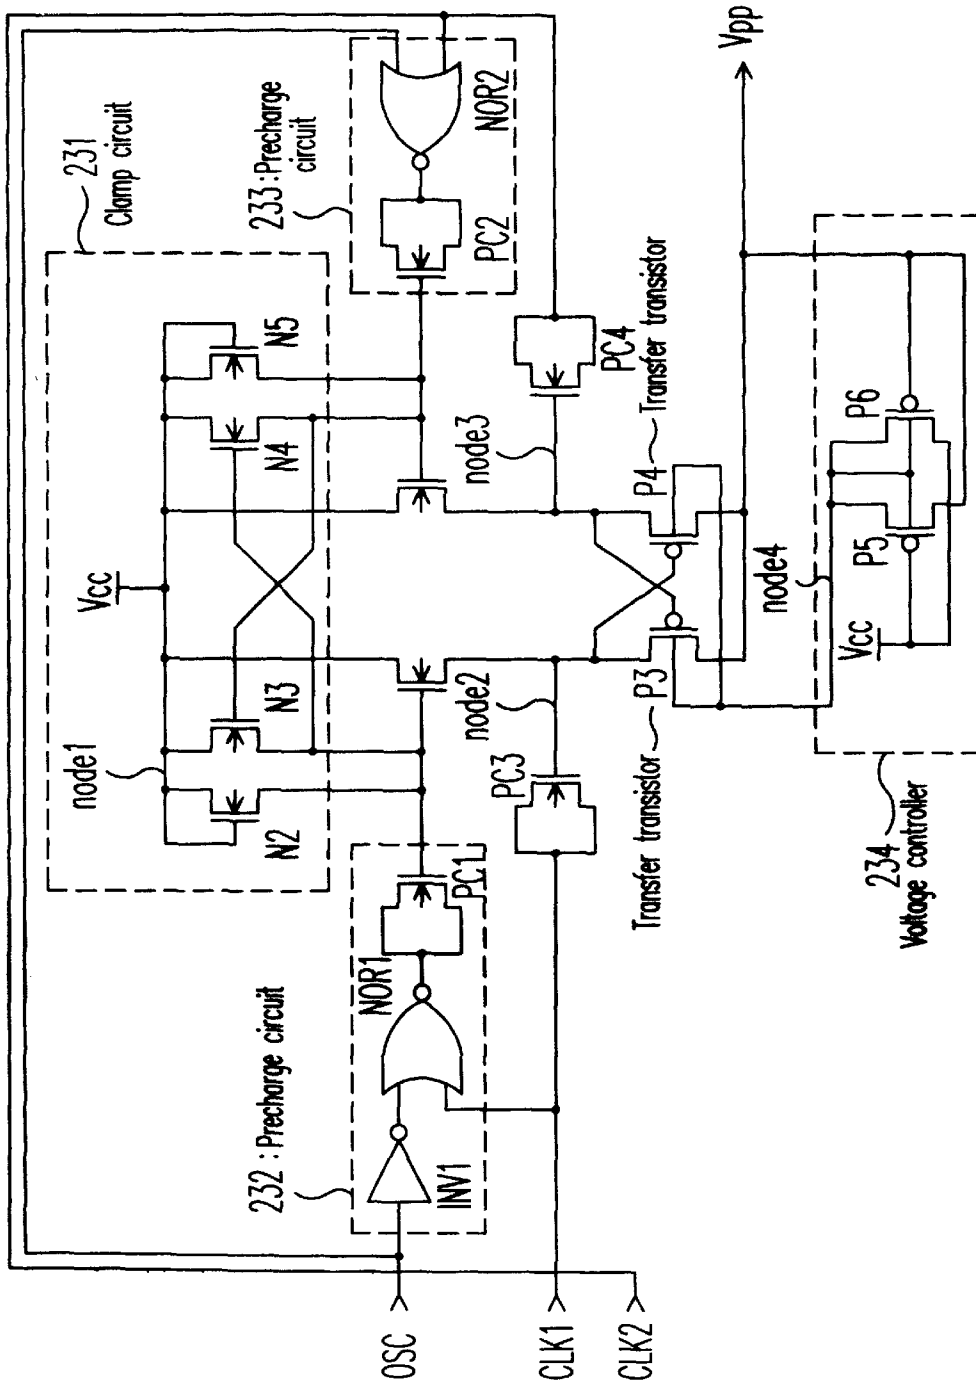 231
Clamp circuit
Vcc
node1
N2
N3
N4
N5
232 : Precharge circuit
INV1
NOR1
PC1
233 : Precharge
circuit
PC2
NOR2
OSC
CLK1
CLK2
PC3
node2
node3
PC4
Transfer transistor
P3
P4
Transfer transistor
Vpp
node4
Vcc
P5
P6
234
Voltage controller